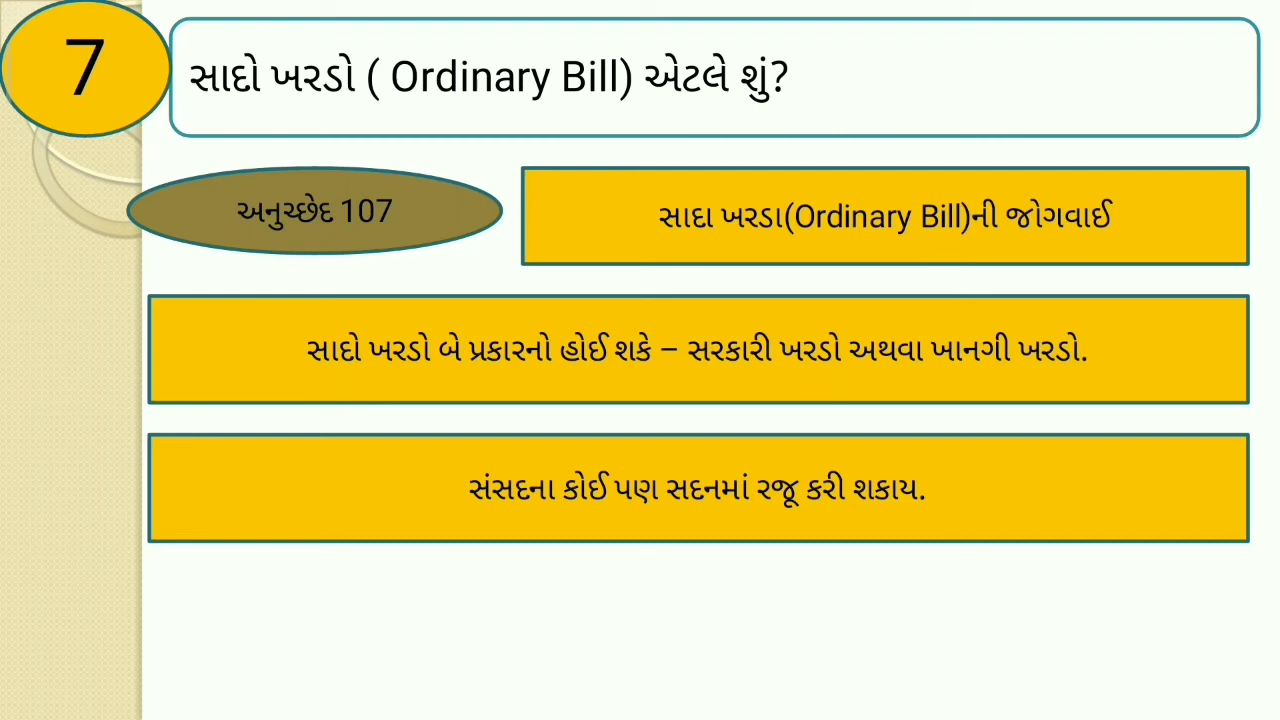 7
સાદો ખરડો ( Ordinary Bill) એટલે શું?
અનુચ્છેદ 107
સાદા ખરડા(Ordinary Bill)ની જોગવાઈ
સાદો ખરડો બે પ્રકારનો હોઈ શકે – સરકારી ખરડો અથવા ખાનગી ખરડો.
સંસદના કોઈ પણ સદનમાં રજૂ કરી શકાય.